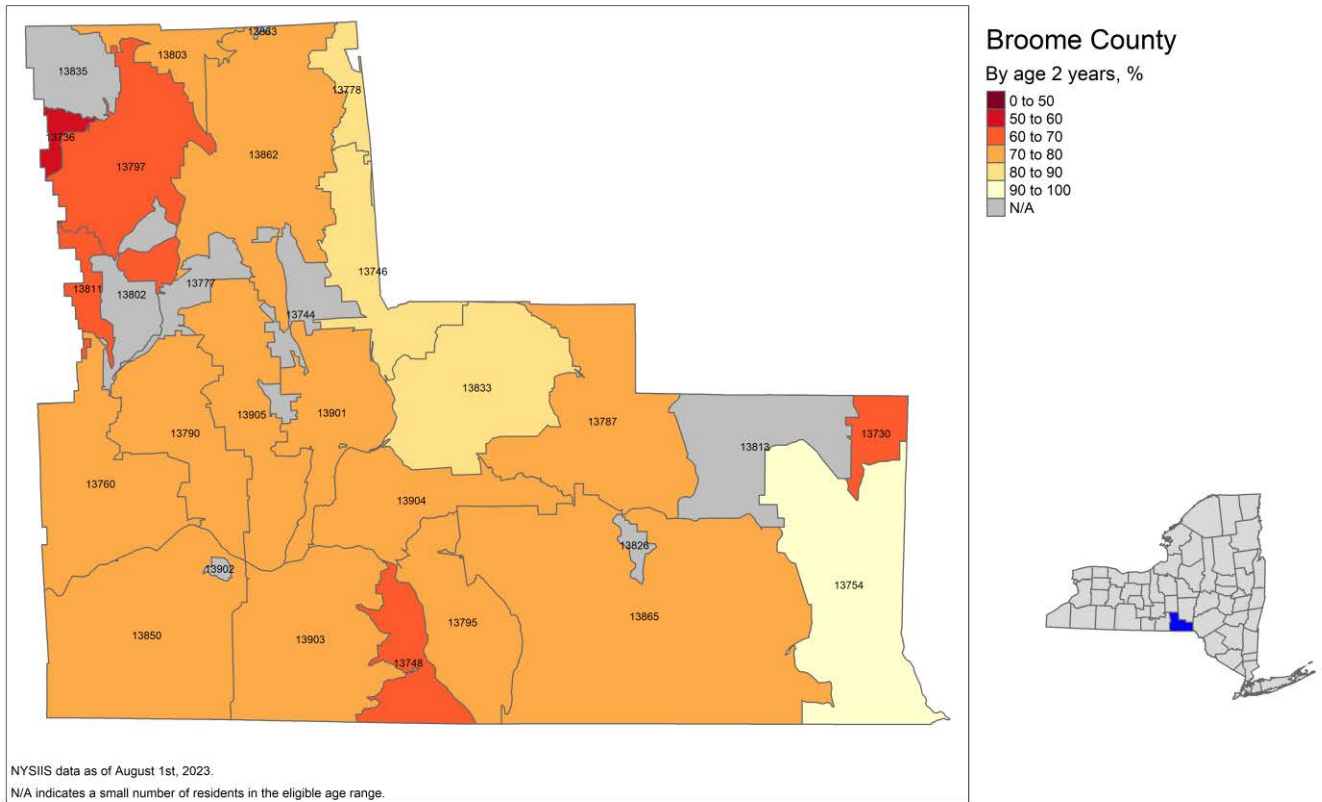 13863
13803
13835
13778
13736
13862
13797
13746
13811
13777
13802
13744
13833
13905
13901
13787
13790
13730
13813
13760
13904
13826
13902
13754
13865
13795
13850
13903
13748
NYSIIS data as of August 1st, 2023.
N/A indicates a small number of residents in the eligible age range.
Broome County
By age 2 years, %
0 to 50
50 to 60
60 to 70
70 to 80
80 to 90
90 to 100
N/A